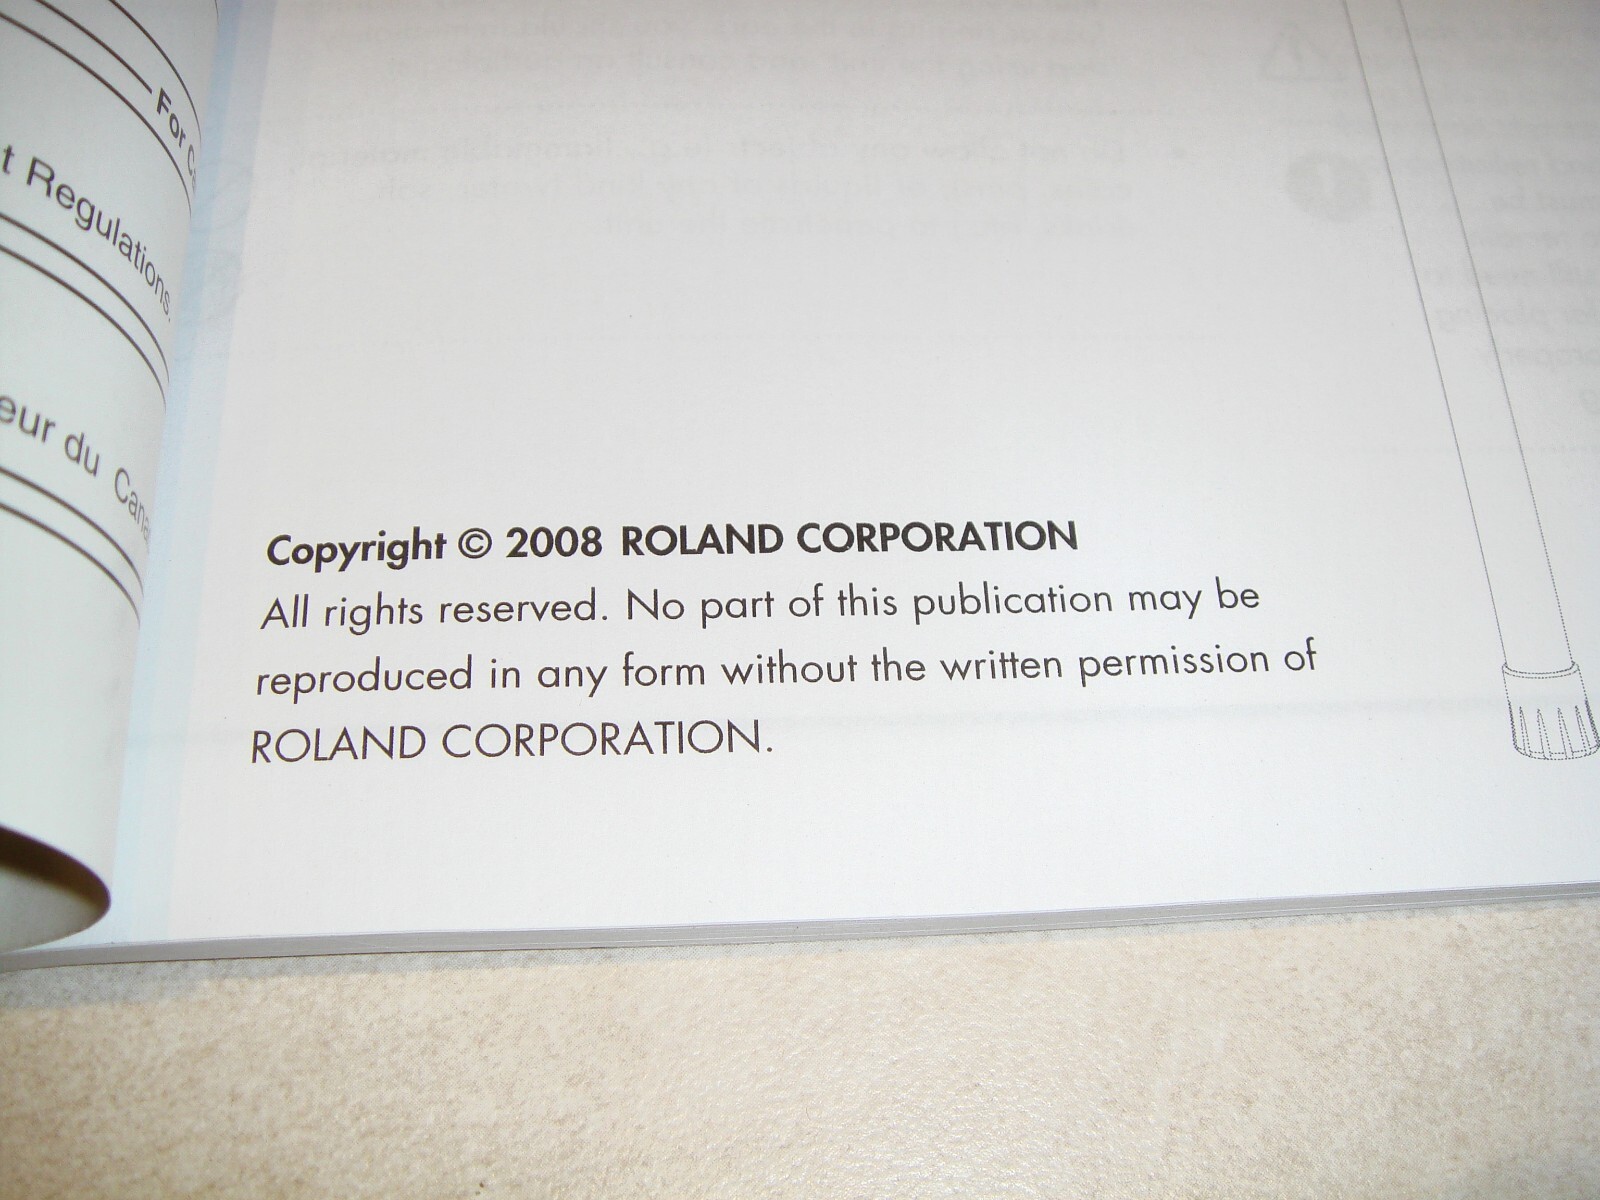 For
t Regulations.
eur du
Copyright © 2008 ROLAND CORPORATION
All rights reserved. No part of this publication may be
reproduced in any form without the written permission of
ROLAND CORPORATION.